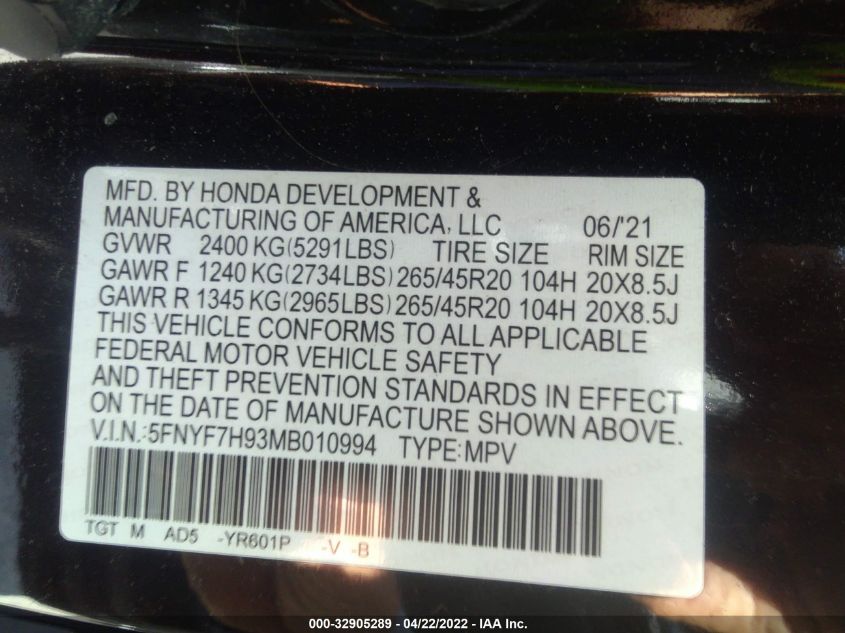 MFD. BY HONDA DEVELOPMENT &
MANUFACTURING OF AMERICA, LLC 06/'21
GVWR 2400 KG(5291LBS) TIRE SIZE RIM SIZE
GAWR F 1240 KG(2734LBS) 265/45R20 104H 20X8.5J
GAWR R 1345 KG(2965LBS) 265/45R20 104H 20X8.5J
THIS VEHICLE CONFORMS TO ALL APPLICABLE
FEDERAL MOTOR VEHICLE SAFETY
AND THEFT PREVENTION STANDARDS IN EFFECT
ON THE DATE OF MANUFACTURE SHOWN ABOVE.
V.I.N.:5FNYF7H93MB010994 TYPE:MPV
TGT M AD5 -YR601P -V -B
000-32905289 - 04/22/2022 - IAA Inc.